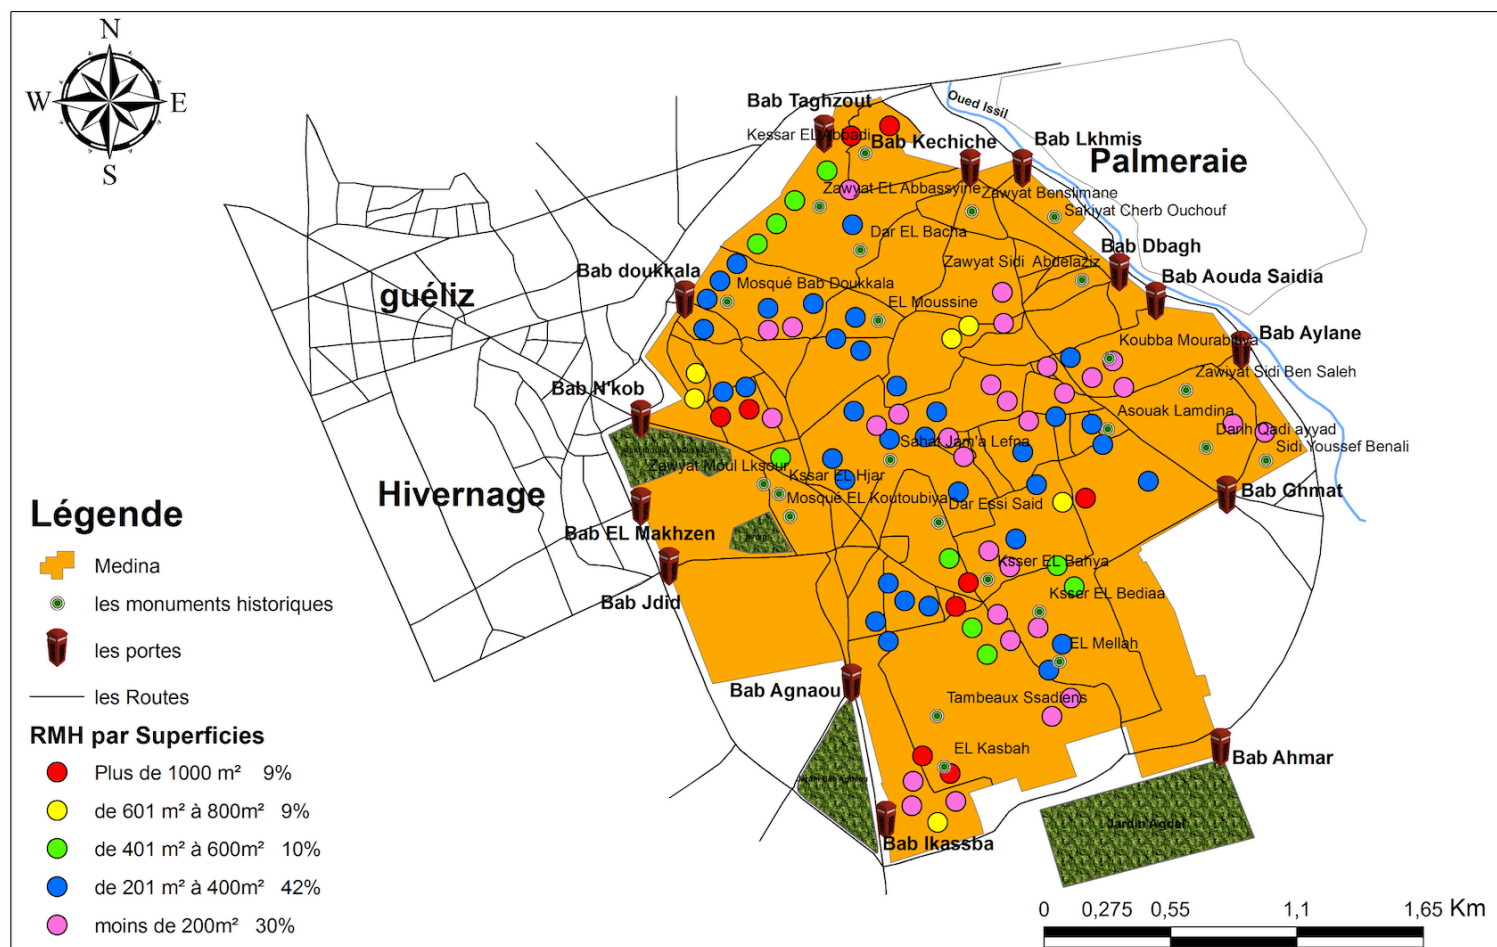 N
W E
S
Bab Taghzout
Kessar EL Abbadi
Bab Kechiche
Oued Issil
Bab Lkhmis
Palmeraie
Zawyat EL Abbassyine
Zawyat Benslimane
Sakiyat Cherb Ouchouf
Dar EL Bacha
Bab Dbagh
Zawyat Sidi Abdelaziz
Bab doukkala
Bab Aouda Saidia
guéliz
Mosqué Bab Doukkala
EL Moussine
Bab Aylane
Koubba Mourabitiya
Zawiyat Sidi Ben Saleh
Bab N'kob
Asouak Lamdina
Darih Qadi ayyad
Sidi Youssef Benali
Sahat Jam'a Lefna
Zawyat Moul Lksour
Kssar EL Hjar
Hivernage
Mosqué EL Koutoubiya
Dar Essi Said
Bab Ghmat
Bab EL Makhzen
Jardin
Ksser EL Bahya
Bab Jdid
Ksser EL Bediaa
EL Mellah
Bab Agnaou
Tambeaux Ssadiens
EL Kasbah
Bab Ahmar
Jardin Bab Agnaou
Jardin Agdal
Bab Ikassba
Légende
Medina
les monuments historiques
les portes
les Routes
RMH par Superficies
Plus de 1000 m² 9%
de 601 m² à 800m² 9%
de 401 m² à 600m² 10%
de 201 m² à 400m² 42%
moins de 200m² 30%
0 0,275 0,55 1,1 1,65 Km